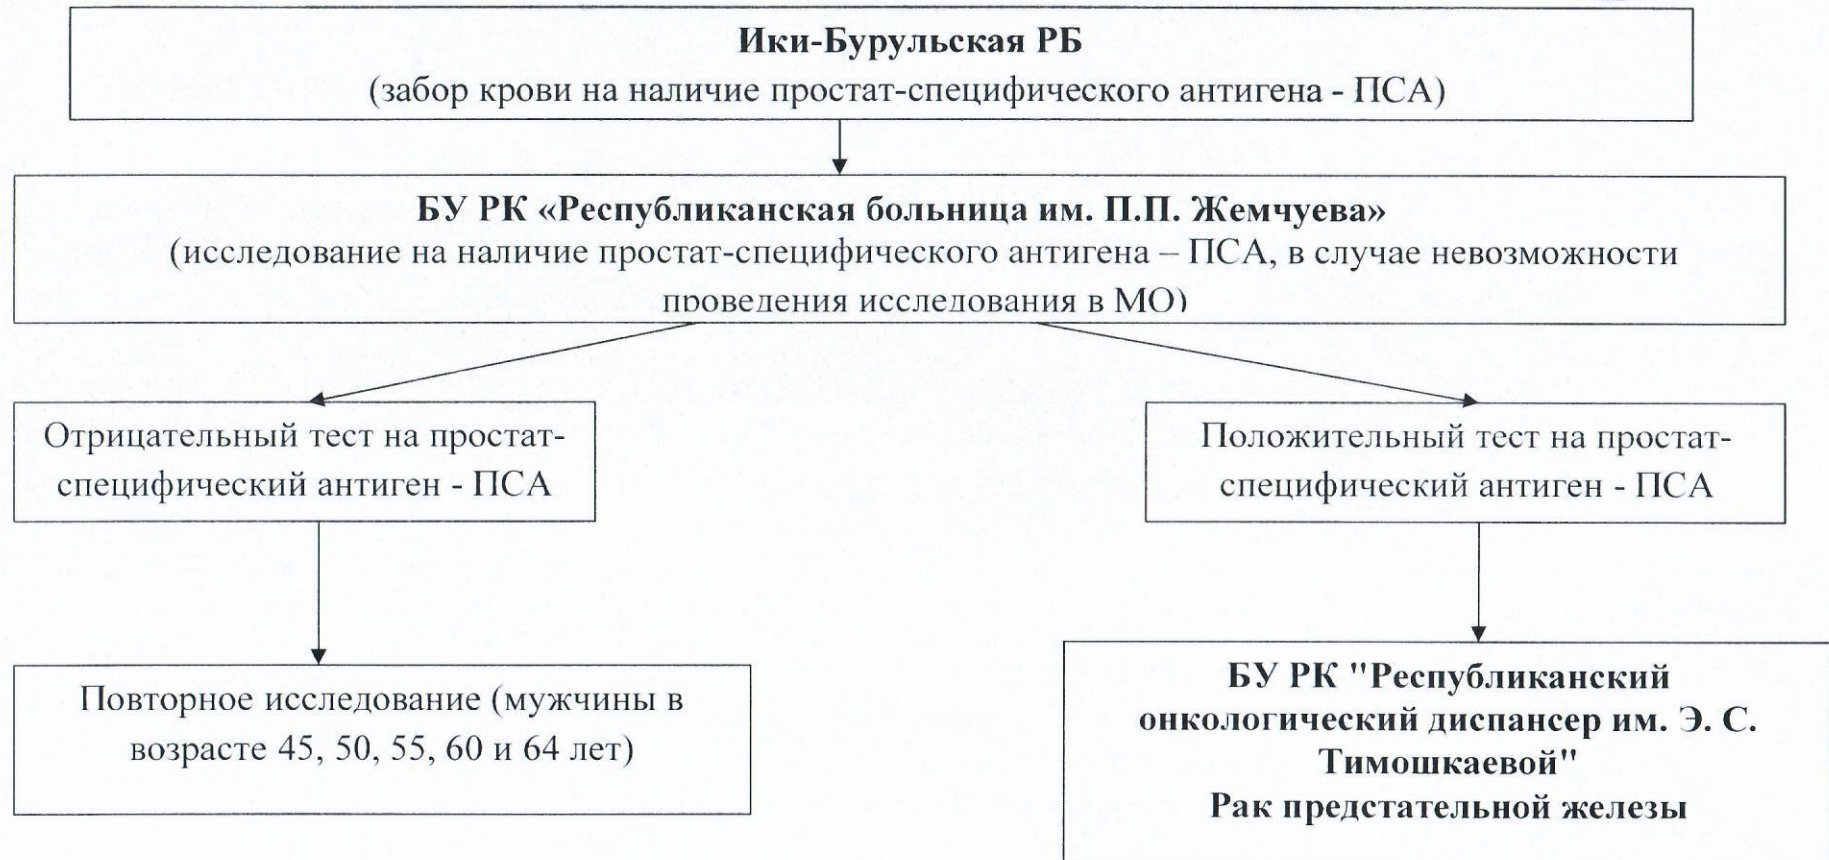 Ики-Бурульская РБ
(забор крови на наличие простат-специфического антигена - ПСА)
БУ РК «Республиканская больница им. П.П. Жемчуева»
(исследование на наличие простат-специфического антигена – ПСА, в случае невозможности
проведения исследования в МО)
Отрицательный тест на простат-
специфический антиген - ПСА
Положительный тест на простат-
специфический антиген - ПСА
Повторное исследование (мужчины в
возрасте 45, 50, 55, 60 и 64 лет)
БУ РК "Республиканский
онкологический диспансер им. Э. С.
Тимошкаевой"
Рак предстательной железы